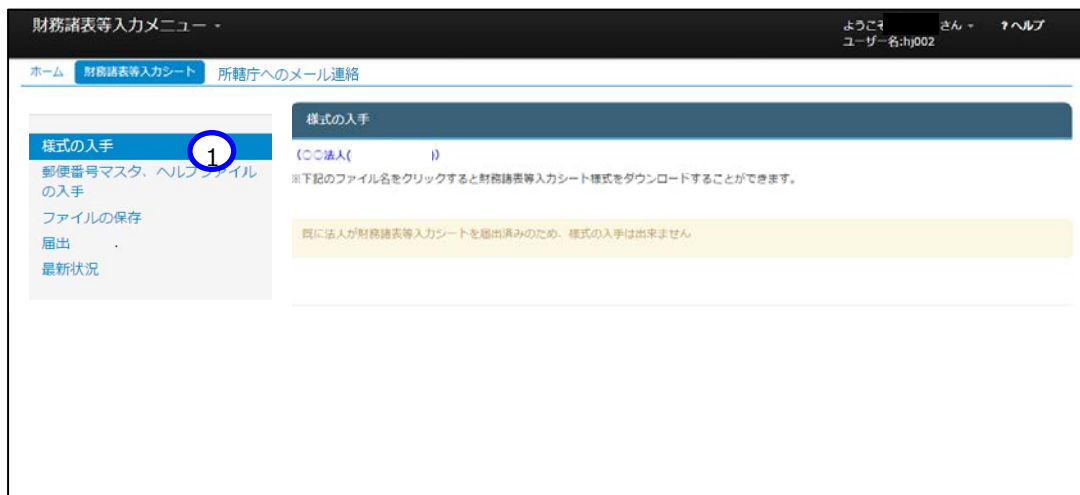 財務諸表等入力メニュー
ようこそ さん
?ヘルプ
ユーザー名:hj002
ホーム 財務諸表等入力シート 所轄庁へのメール連絡
様式の入手
様式の入手
1
郵便番号マスタ、ヘルプファイル
の入手
ファイルの保存
届出 .
最新状況
(○○法人( ))
※下記のファイル名をクリックすると財務諸表等入力シート様式をダウンロードすることができます。
既に法人が財務諸表等入力シートを届出済みのため、様式の入手は出来ません